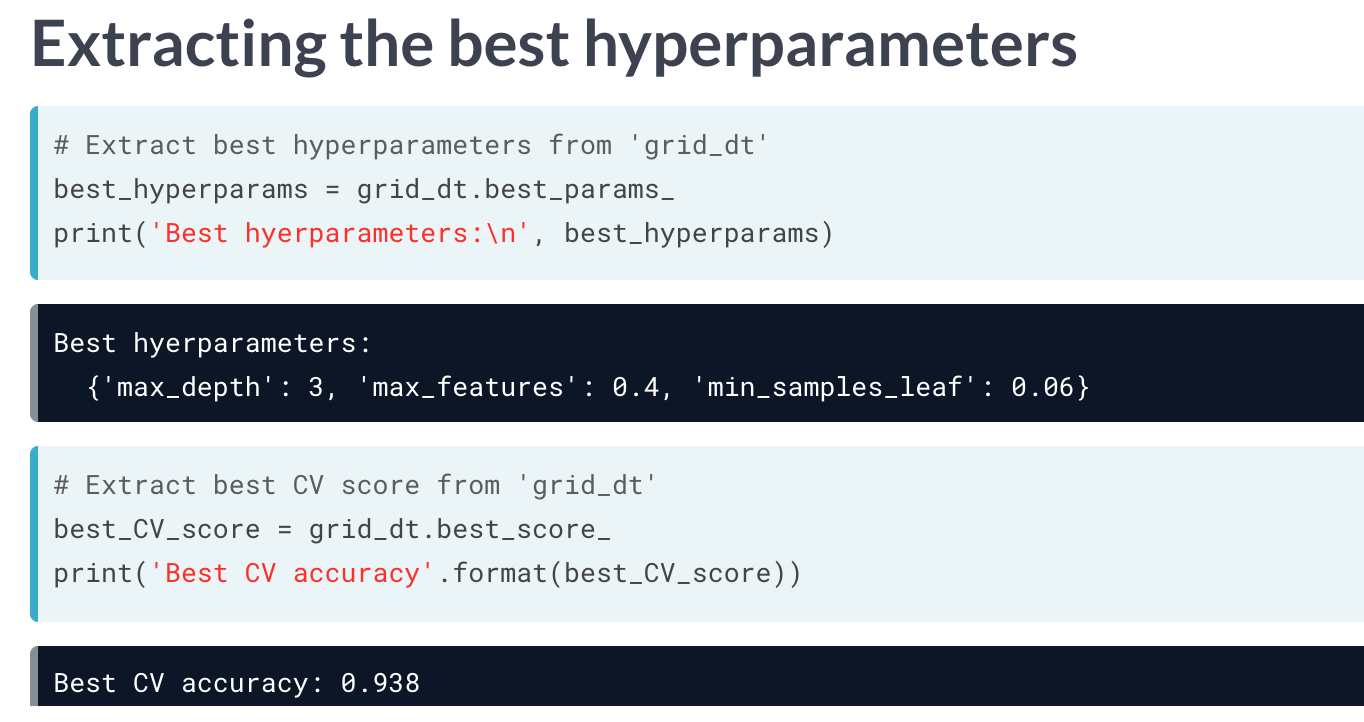 Extracting the best hyperparameters
# Extract best hyperparameters from 'grid_dt'
best_hyperparams = grid_dt.best_params_
print('Best hyerparameters:\n', best_hyperparams)
Best hyerparameters:
  {'max_depth': 3, 'max_features': 0.4, 'min_samples_leaf': 0.06}
# Extract best CV score from 'grid_dt'
best_CV_score = grid_dt.best_score_
print('Best CV accuracy'.format(best_CV_score))
Best CV accuracy: 0.938